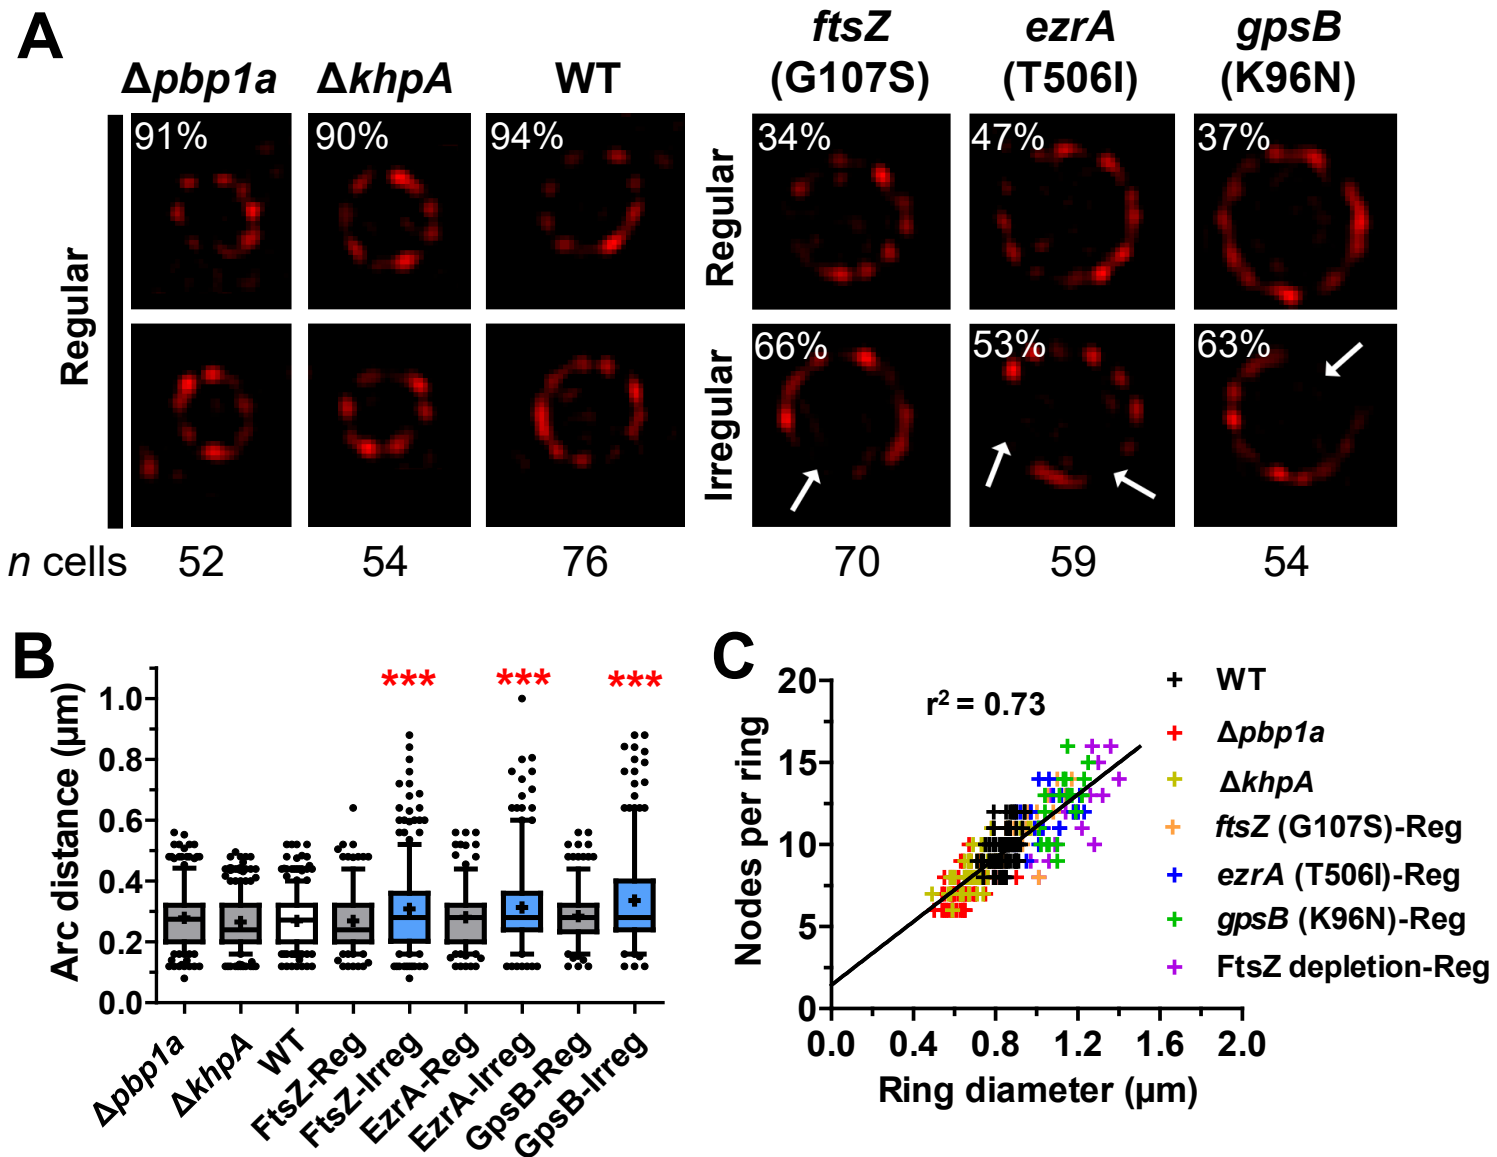 A
Δpbp1a
ΔkhpA
WT
ftsZ
(G107S)
ezrA
(T506I)
gpsB
(K96N)
Regular
91%
90%
94%
Regular
34%
47%
37%
Irregular
66%
53%
63%
n cells
52
54
76
70
59
54
B
***
***
***
Arc distance (µm)
1.0
0.8
0.6
0.4
0.2
0.0
Δpbp1a
ΔkhpA
WT
FtsZ-Reg
FtsZ-Irreg
EzrA-Reg
EzrA-Irreg
GpsB-Reg
GpsB-Irreg
C
r² = 0.73
Nodes per ring
20
15
10
5
0
0.0
0.4
0.8
1.2
1.6
2.0
Ring diameter (µm)
WT
Δpbp1a
ΔkhpA
ftsZ (G107S)-Reg
ezrA (T506I)-Reg
gpsB (K96N)-Reg
FtsZ depletion-Reg